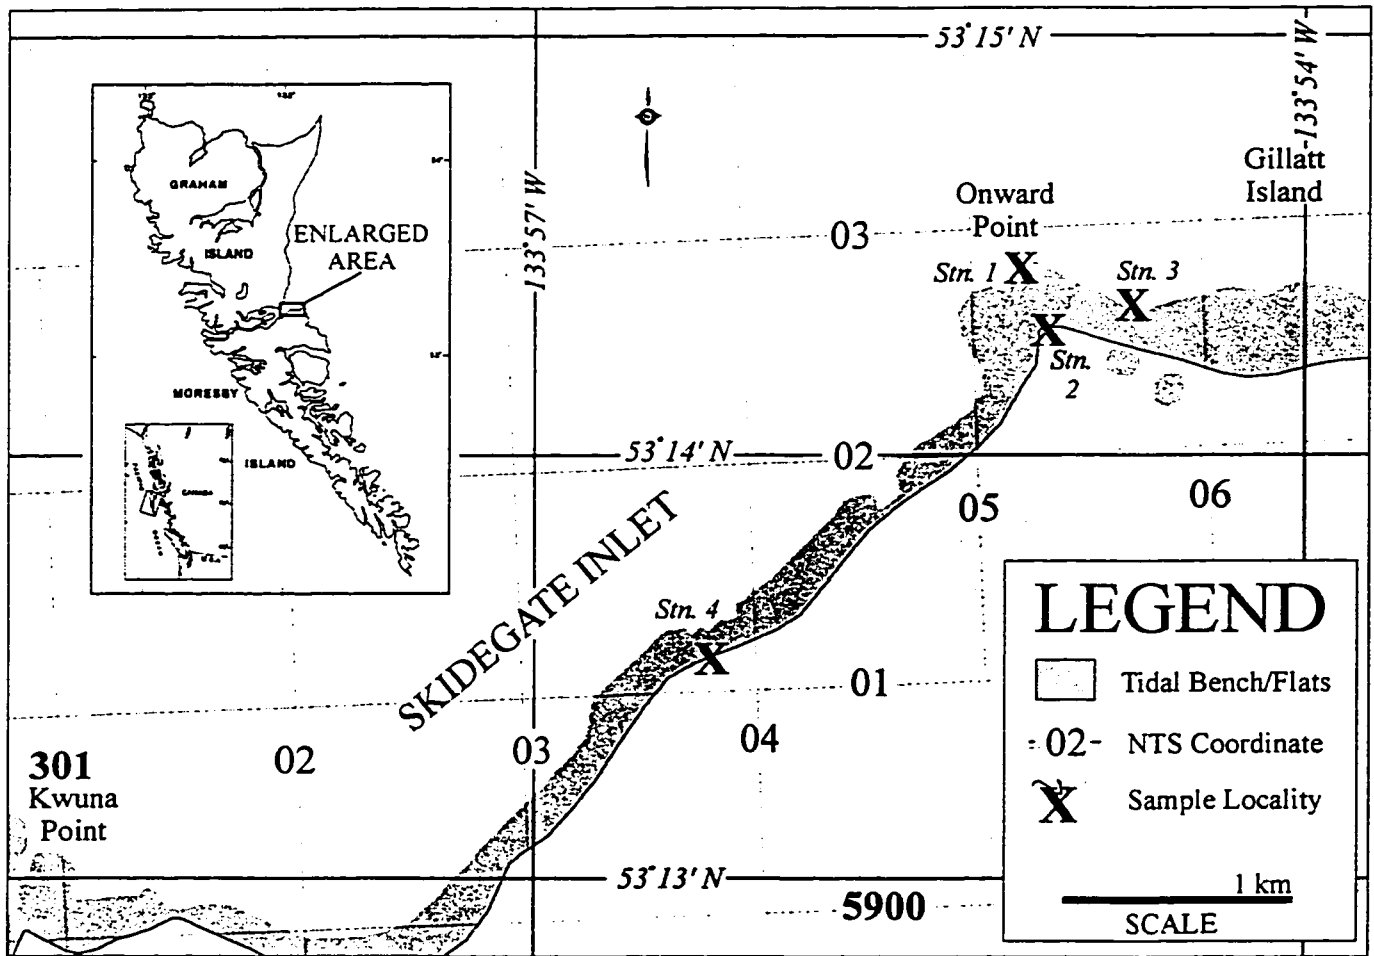 53° 15' N
133° 54' W
133° 57' W
Gillatt
Island
Onward
Point
03
Stn. 1
Stn. 3
Stn.
2
GRAHAM
ISLAND
ENLARGED
AREA
MORESBY
ISLAND
CANADA
53° 14' N
02
05
06
SKIDEGATE INLET
Stn. 4
X
X
X
X
01
301
02
03
04
Kwuna
Point
53° 13' N
5900
LEGEND
Tidal Bench/Flats
-02- NTS Coordinate
X Sample Locality
1 km
SCALE